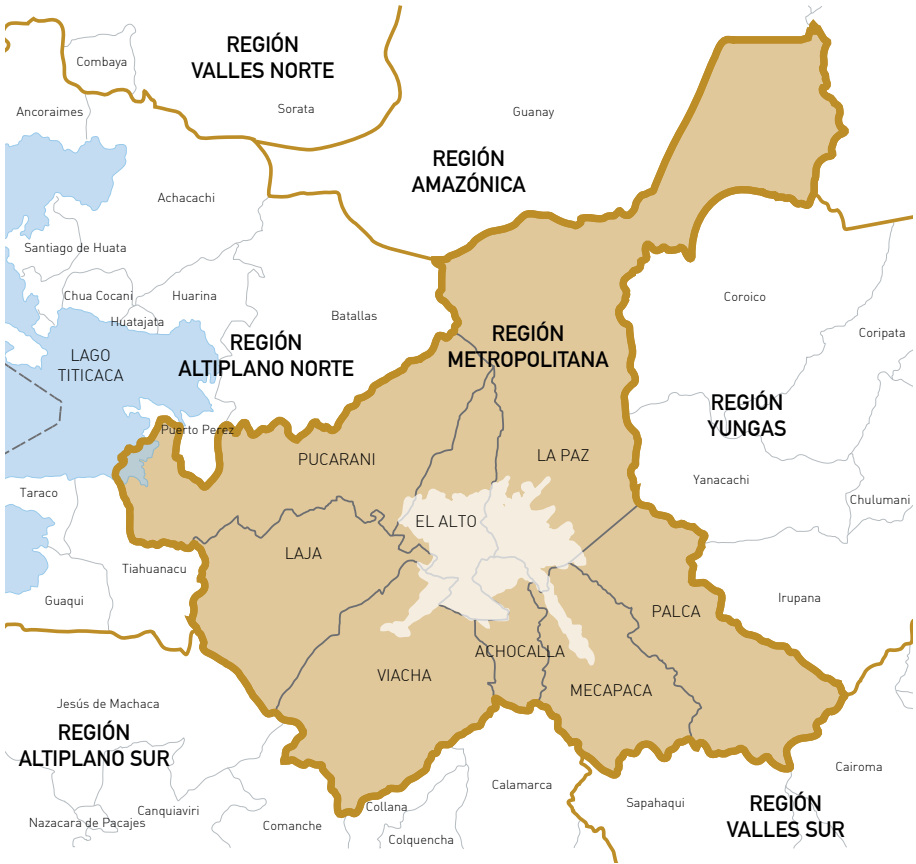 REGIÓN
VALLES NORTE
Combaya
Ancoraimes
Sorata
Guanay
REGIÓN
AMAZÓNICA
Achacachi
Santiago de Huata
Chua Cocani
Huarina
Huatajata
Batallas
Coroico
Coripata
LAGO
TITICACA
REGIÓN
ALTIPLANO NORTE
REGIÓN
METROPOLITANA
REGIÓN
YUNGAS
Puerto Perez
PUCARANI
LA PAZ
Yanacachi
Chulumani
Taraco
EL ALTO
LAJA
Tiahuanacu
Guaqui
Irupana
PALCA
ACHOCALLA
VIACHA
MECAPACA
Jesús de Machaca
REGIÓN
ALTIPLANO SUR
Cairoma
Calamarca
Sapahaqui
REGIÓN
VALLES SUR
Canquiaviri
Nazacara de Pacajes
Collana
Comanche
Colquencha